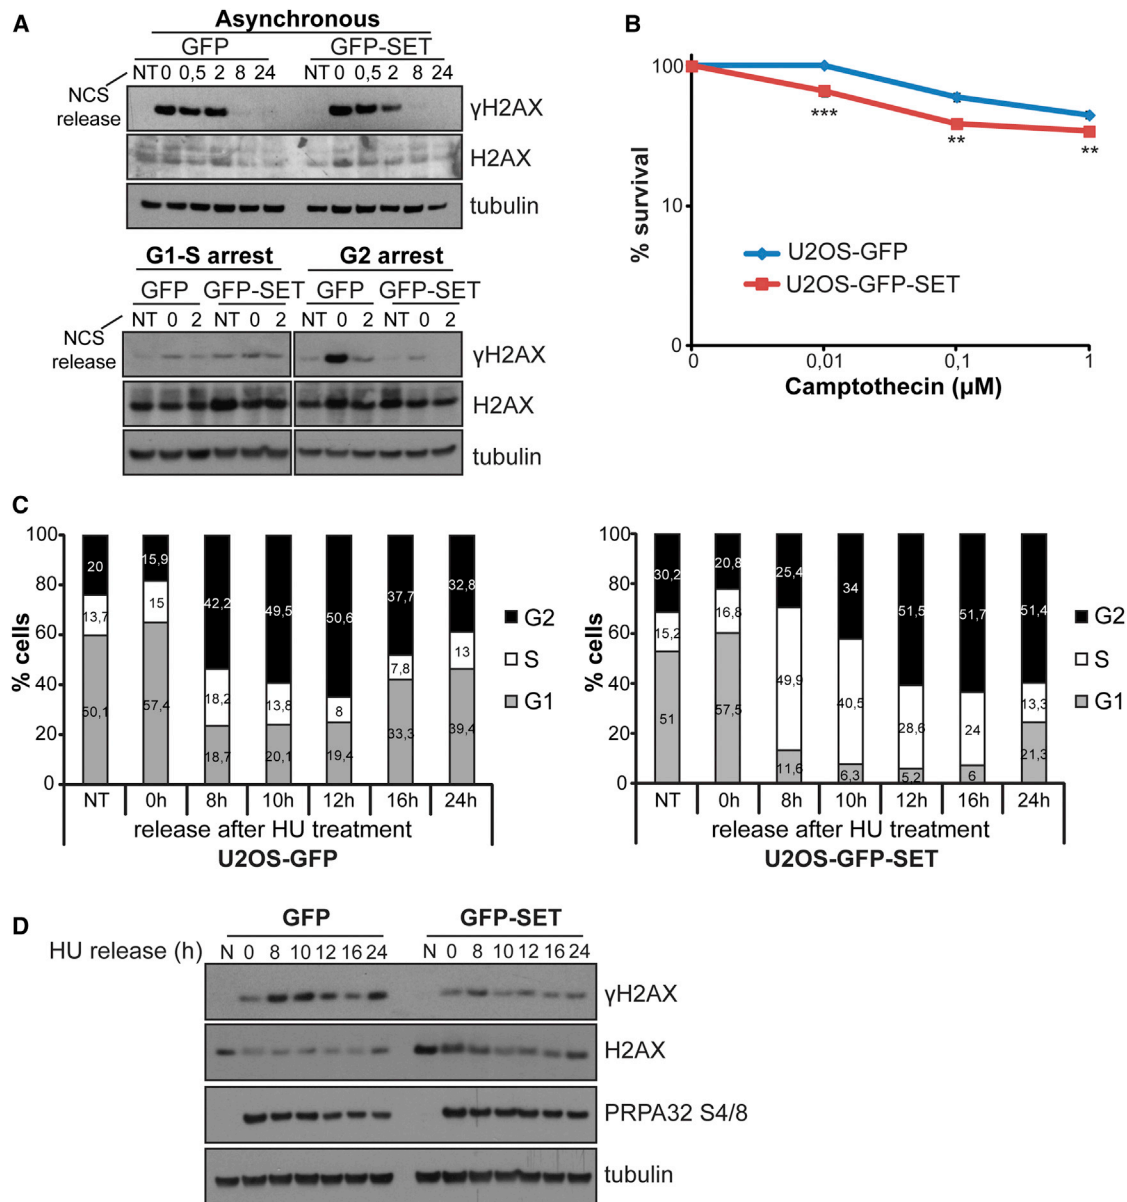 A
Asynchronous
GFP GFP-SET
NT 0 0,5 2 8 24 NT 0 0,5 2 8 24
NCS
release
γH2AX
H2AX
tubulin
G1-S arrest G2 arrest
GFP GFP-SET GFP GFP-SET
NT 0 2 NT 0 2 NT 0 2 NT 0 2
NCS
release
γH2AX
H2AX
tubulin
B
100
10
0
% survival
*** ** **
U2OS-GFP
U2OS-GFP-SET
0 0,01 0,1 1
Camptothecin (µM)
C
% cells
100
80
60
40
20
0
20 15,9 42,2 49,5 50,6 37,7 32,8
13,7 15 18,2 13,8 8 7,8 13
50,1 57,4 18,7 20,1 19,4 33,3 39,4
G2
S
G1
NT 0h 8h 10h 12h 16h 24h
release after HU treatment
U2OS-GFP
% cells
100
80
60
40
20
0
30,2 20,8 25,4 34 51,5 51,7 51,4
15,2 16,8 49,9 40,5 28,6 24 13,3
51 57,5 11,6 6,3 5,2 6 21,3
G2
S
G1
NT 0h 8h 10h 12h 16h 24h
release after HU treatment
U2OS-GFP-SET
D
GFP GFP-SET
HU release (h) N 0 8 10 12 16 24 N 0 8 10 12 16 24
γH2AX
H2AX
PRPA32 S4/8
tubulin